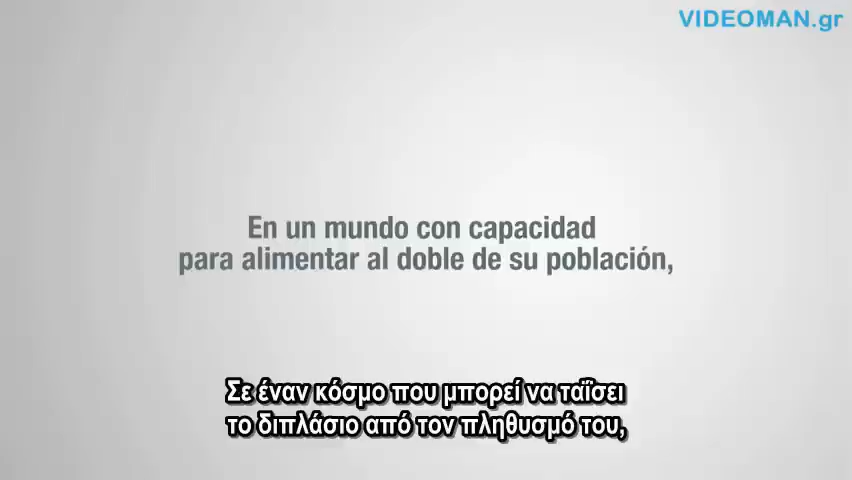 VIDEOMAN.gr
En un mundo con capacidad
para alimentar al doble de su población,
Σε έναν κόσμο που μπορεί να ταΐσει
το διπλάσιο από τον πληθυσμό του,